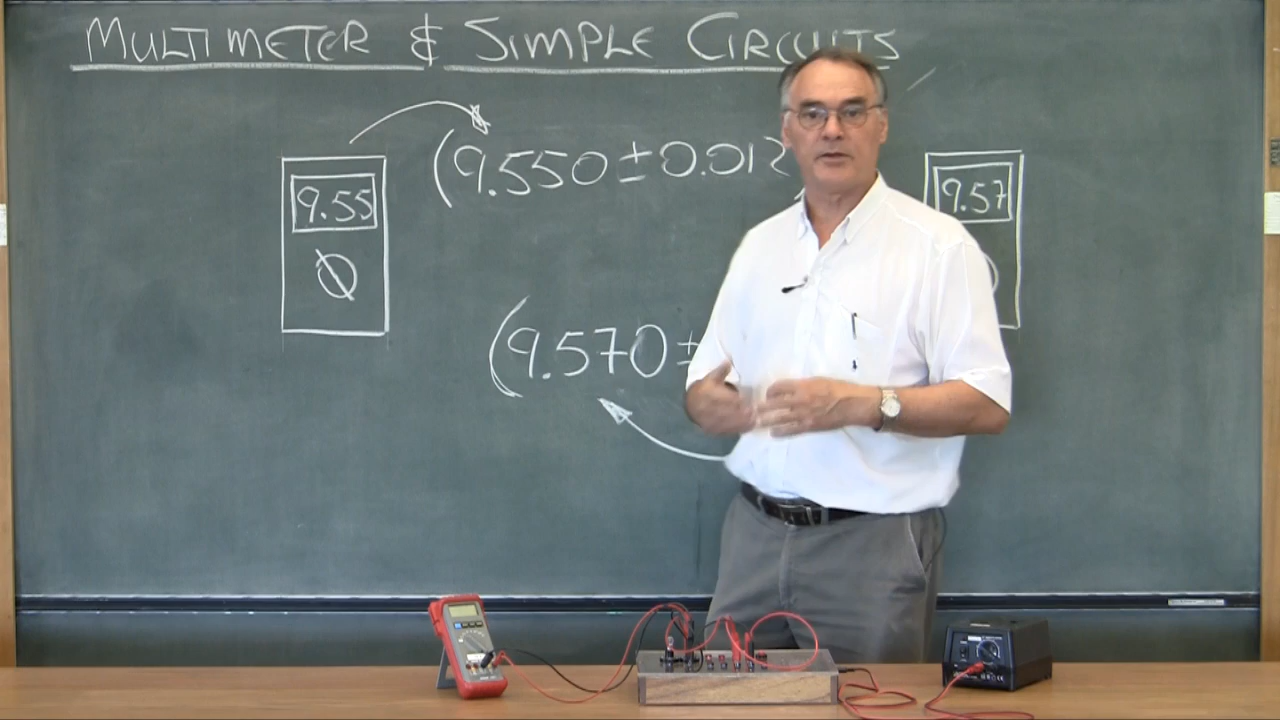 MULTIMETER & SIMPLE CIRCUITS
(9.550 ± 0.012
9.55
9.57
(9.570 ±